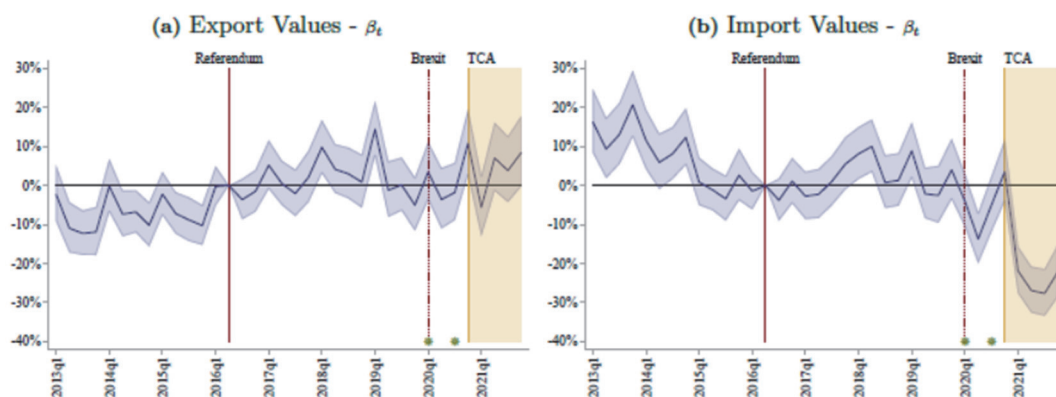 (a) Export Values - βt
(b) Import Values - βt
Referendum
Brexit
TCA
30%
20%
10%
0%
-10%
-20%
-30%
-40%
2013q1
2014q1
2015q1
2016q1
2017q1
2018q1
2019q1
2020q1
2021q1
Referendum
Brexit
TCA
30%
20%
10%
0%
-10%
-20%
-30%
-40%
2013q1
2014q1
2015q1
2016q1
2017q1
2018q1
2019q1
2020q1
2021q1